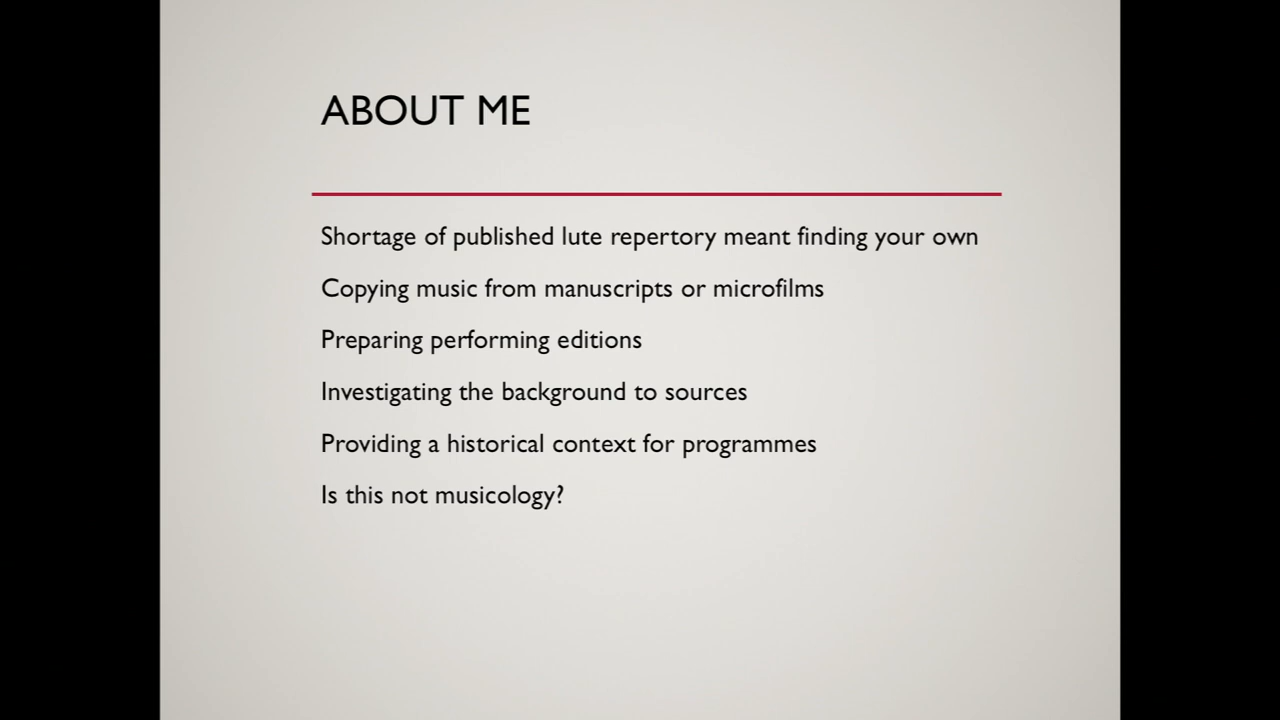 ABOUT ME
Shortage of published lute repertory meant finding your own
Copying music from manuscripts or microfilms
Preparing performing editions
Investigating the background to sources
Providing a historical context for programmes
Is this not musicology?